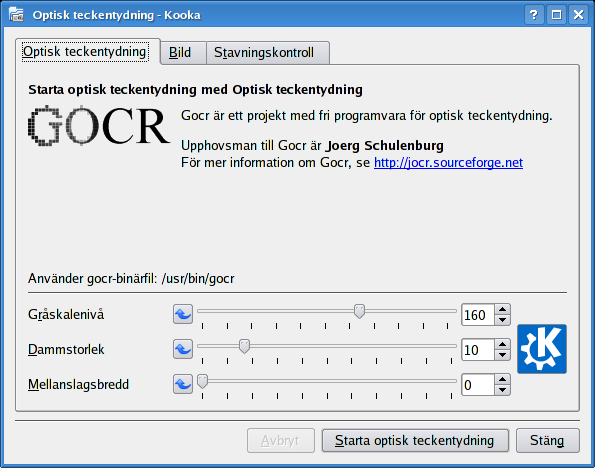 Optisk teckentydning - Kooka
Optisk teckentydning Bild Stavningskontroll
Starta optisk teckentydning med Optisk teckentydning
GOCR
Gocr är ett projekt med fri programvara för optisk teckentydning.
Upphovsman till Gocr är Joerg Schulenburg
För mer information om Gocr, se http://jocr.sourceforge.net
Använder gocr-binärfil: /usr/bin/gocr
Gråskalenivå 160
Dammstorlek 10
Mellanslagsbredd 0
Avbryt Starta optisk teckentydning Stäng